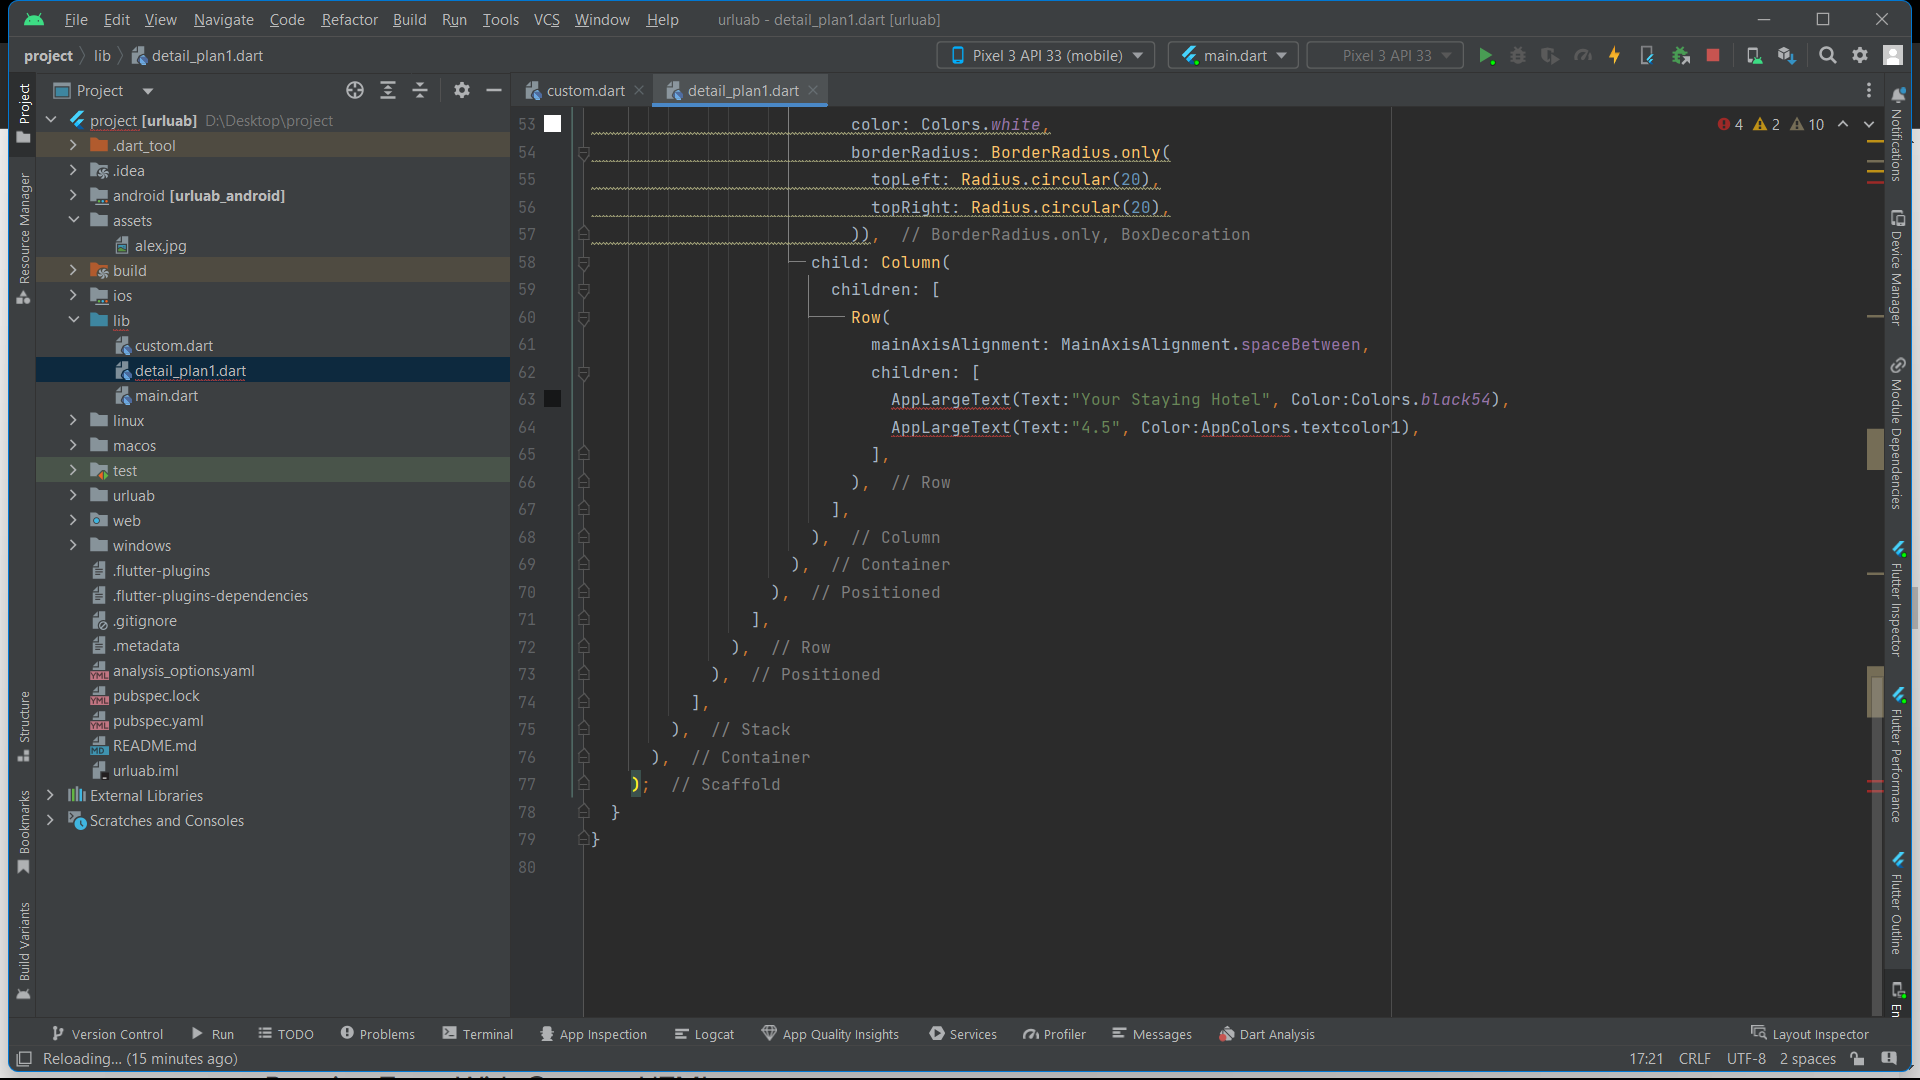 File Edit View Navigate Code Refactor Build Run Tools VCS Window Help urluab - detail_plan1.dart [urluab]
project lib detail_plan1.dart Pixel 3 API 33 (mobile) main.dart Pixel 3 API 33
Project custom.dart detail_plan1.dart
project [urluab] D:\Desktop\project
.dart_tool
.idea
android [urluab_android]
assets
alex.jpg
build
ios
lib
custom.dart
detail_plan1.dart
main.dart
linux
macos
test
urluab
web
windows
.flutter-plugins
.flutter-plugins-dependencies
.gitignore
.metadata
analysis_options.yaml
pubspec.lock
pubspec.yaml
README.md
urluab.iml
External Libraries
Scratches and Consoles
53 color: Colors.white, 4 2 10
54 borderRadius: BorderRadius.only(
55 topLeft: Radius.circular(20),
56 topRight: Radius.circular(20),
57 )), // BorderRadius.only, BoxDecoration
58 child: Column(
59 children: [
60 Row(
61 mainAxisAlignment: MainAxisAlignment.spaceBetween,
62 children: [
63 AppLargeText(Text:"Your Staying Hotel", Color:Colors.black54),
64 AppLargeText(Text:"4.5", Color:AppColors.textcolor1),
65 ],
66 ), // Row
67 ],
68 ), // Column
69 ), // Container
70 ), // Positioned
71 ],
72 ), // Row
73 ), // Positioned
74 ],
75 ), // Stack
76 ), // Container
77 ); // Scaffold
78 }
79 }
80
Project
Resource Manager
Structure
Bookmarks
Build Variants
Notifications
Device Manager
Module Dependencies
Flutter Inspector
Flutter Performance
Flutter Outline
Version Control Run TODO Problems Terminal App Inspection Logcat App Quality Insights Services Profiler Messages Dart Analysis Layout Inspector
Reloading... (15 minutes ago) 17:21 CRLF UTF-8 2 spaces